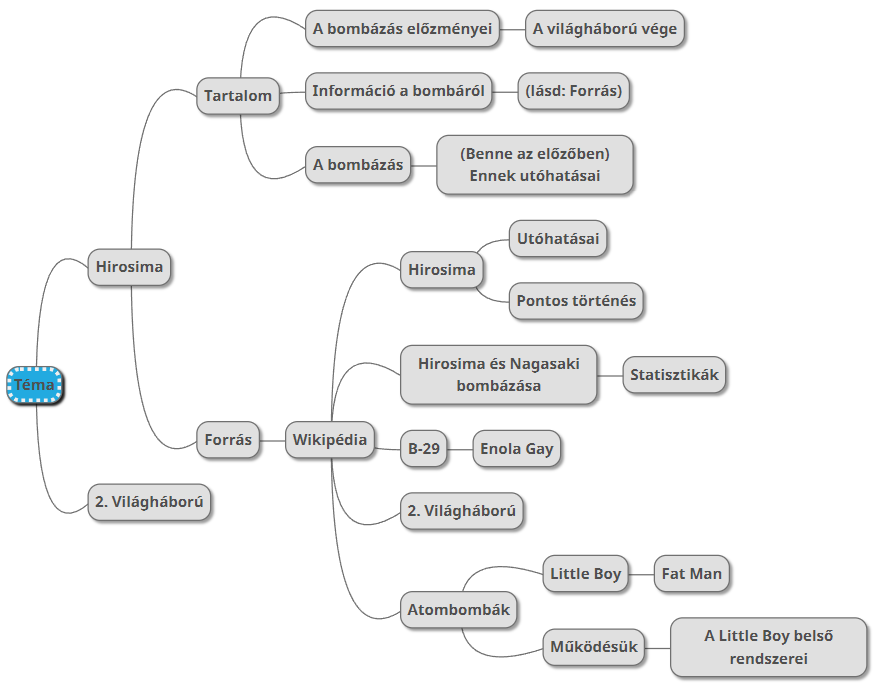 A bombázás előzményei
A világháború vége
Tartalom
Információ a bombáról
(lásd: Forrás)
A bombázás
(Benne az előzőben)
Ennek utóhatásai
Hirosima
Hirosima
Utóhatásai
Pontos történés
Téma
Hirosima és Nagasaki
bombázása
Statisztikák
Forrás
Wikipédia
B-29
Enola Gay
2. Világháború
2. Világháború
Atombombák
Little Boy
Fat Man
Működésük
A Little Boy belső
rendszerei